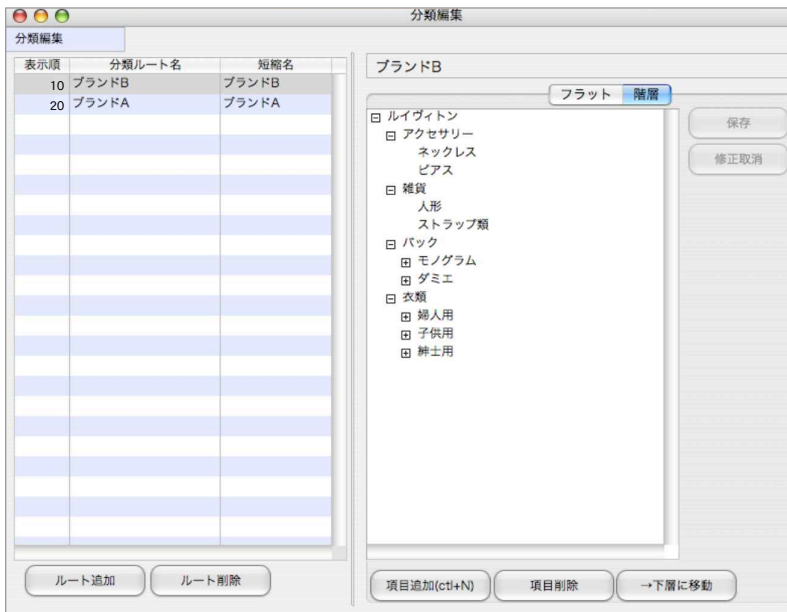 分類編集
分類編集
表示順 分類ルート名 短縮名
10 ブランドB ブランドB
20 ブランドA ブランドA
ルート追加 ルート削除
ブランドB
フラット 階層
ルイヴィトン
アクセサリー
ネックレス
ピアス
雑貨
人形
ストラップ類
バック
モノグラム
ダミエ
衣類
婦人用
子供用
紳士用
保存
修正取消
項目追加(ctl+N) 項目削除 →下層に移動